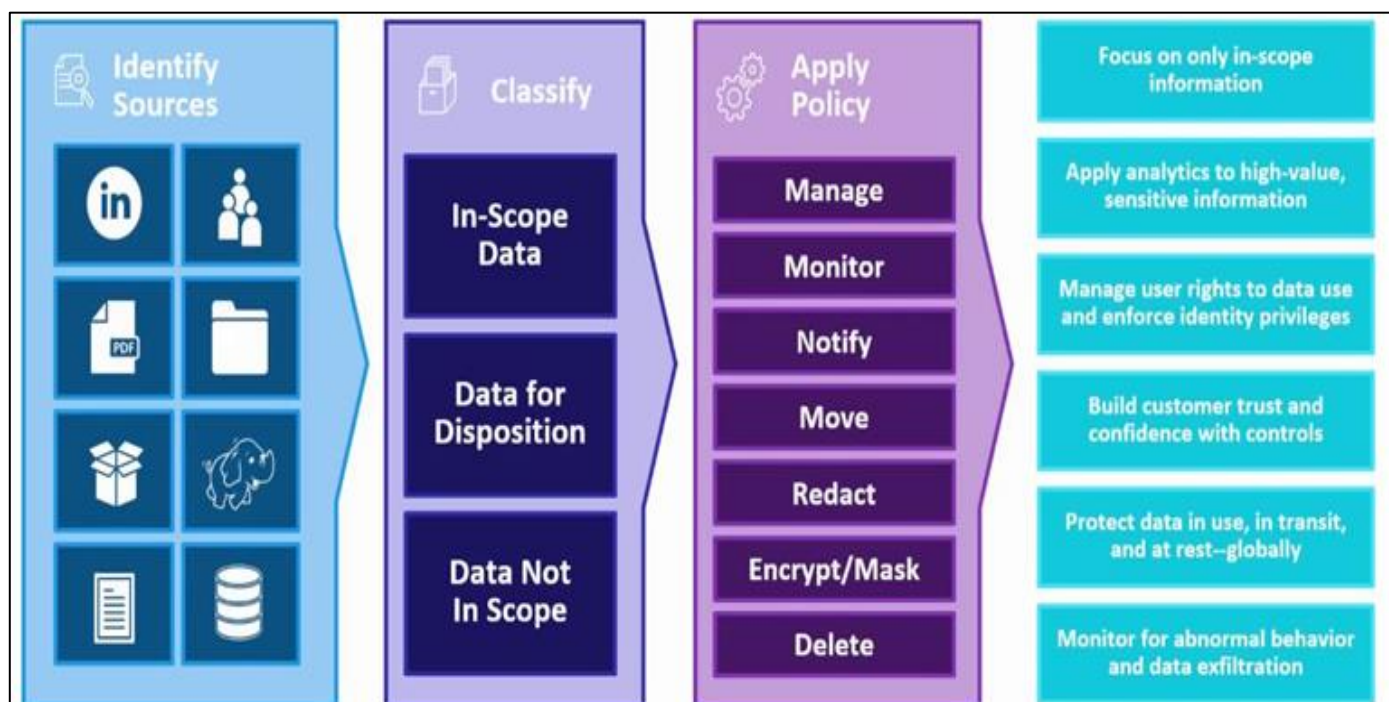 Identify
Sources
in
PDF
Classify
In-Scope
Data
Data for
Disposition
Data Not
In Scope
Apply
Policy
Manage
Monitor
Notify
Move
Redact
Encrypt/Mask
Delete
Focus on only in-scope
information
Apply analytics to high-value,
sensitive information
Manage user rights to data use
and enforce identity privileges
Build customer trust and
confidence with controls
Protect data in use, in transit,
and at rest--globally
Monitor for abnormal behavior
and data exfiltration